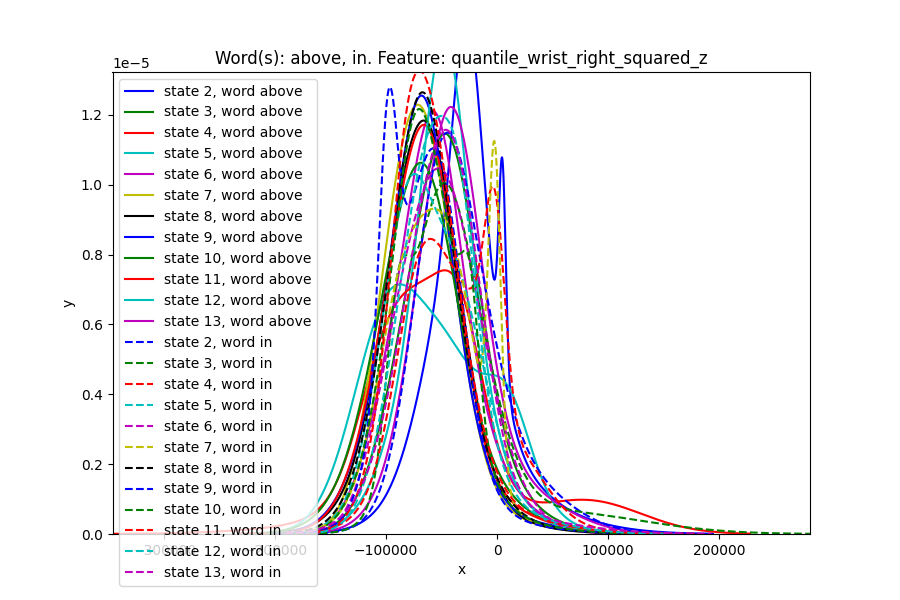 Word(s): above, in. Feature: quantile_wrist_right_squared_z
1e−5
1.2
1.0
0.8
0.6
0.4
0.2
0.0
y
state 2, word above
state 3, word above
state 4, word above
state 5, word above
state 6, word above
state 7, word above
state 8, word above
state 9, word above
state 10, word above
state 11, word above
state 12, word above
state 13, word above
state 2, word in
state 3, word in
state 4, word in
state 5, word in
state 6, word in
state 7, word in
state 8, word in
state 9, word in
state 10, word in
state 11, word in
state 12, word in
state 13, word in
−100000 0 100000 200000
x